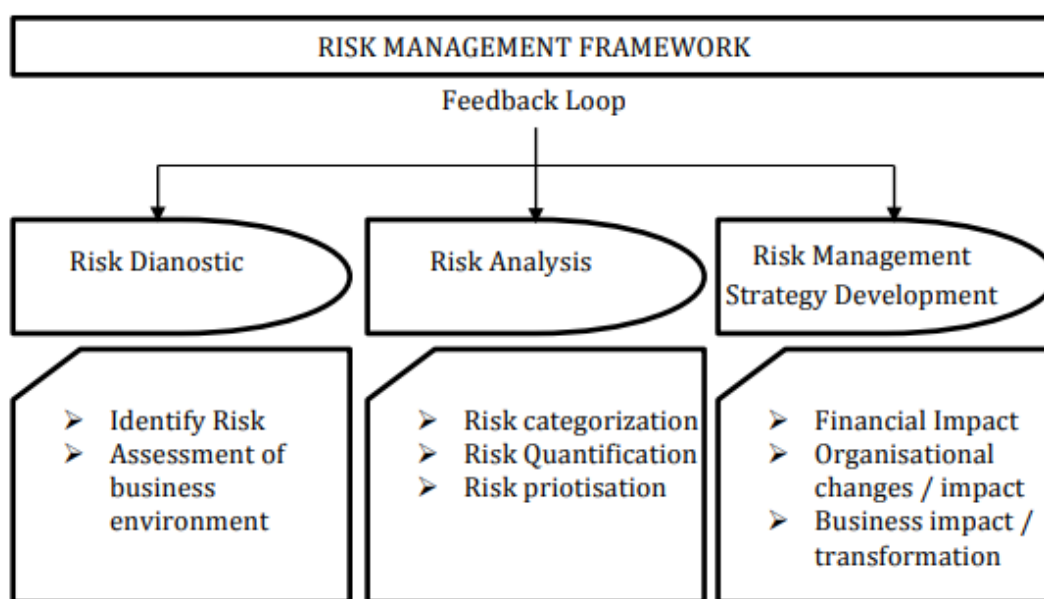 RISK MANAGEMENT FRAMEWORK
Feedback Loop
Risk Dianostic
Risk Analysis
Risk Management
Strategy Development
➢ Identify Risk
➢ Assessment of
business
environment
➢ Risk categorization
➢ Risk Quantification
➢ Risk priotisation
➢ Financial Impact
➢ Organisational
changes / impact
➢ Business impact /
transformation